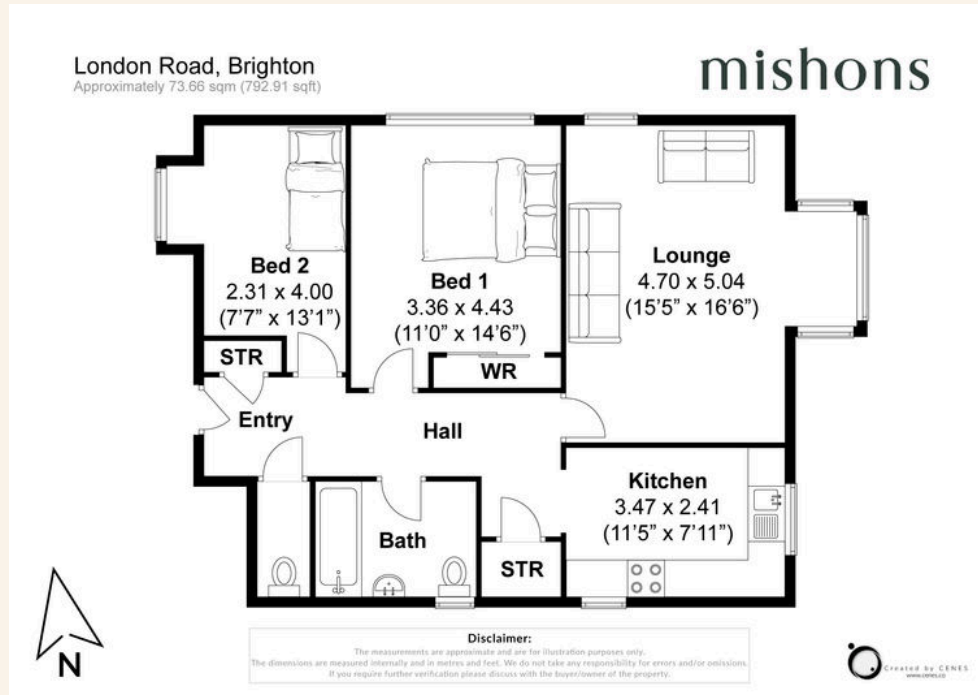 London Road, Brighton
Approximately 73.66 sqm (792.91 sqft)
mishons
Bed 2
2.31 x 4.00
(7'7" x 13'1")
Bed 1
3.36 x 4.43
(11'0" x 14'6")
Lounge
4.70 x 5.04
(15'5" x 16'6")
STR
WR
Entry
Hall
Kitchen
3.47 x 2.41
(11'5" x 7'11")
Bath
STR
N
Disclaimer:
The measurements are approximate and are for illustration purposes only.
The dimensions are measured internally and in metres and feet. We do not take any responsibility for errors and/or omissions.
If you require further verification please discuss with the buyer/owner of the property.
Created by CENES
www.cenes.co